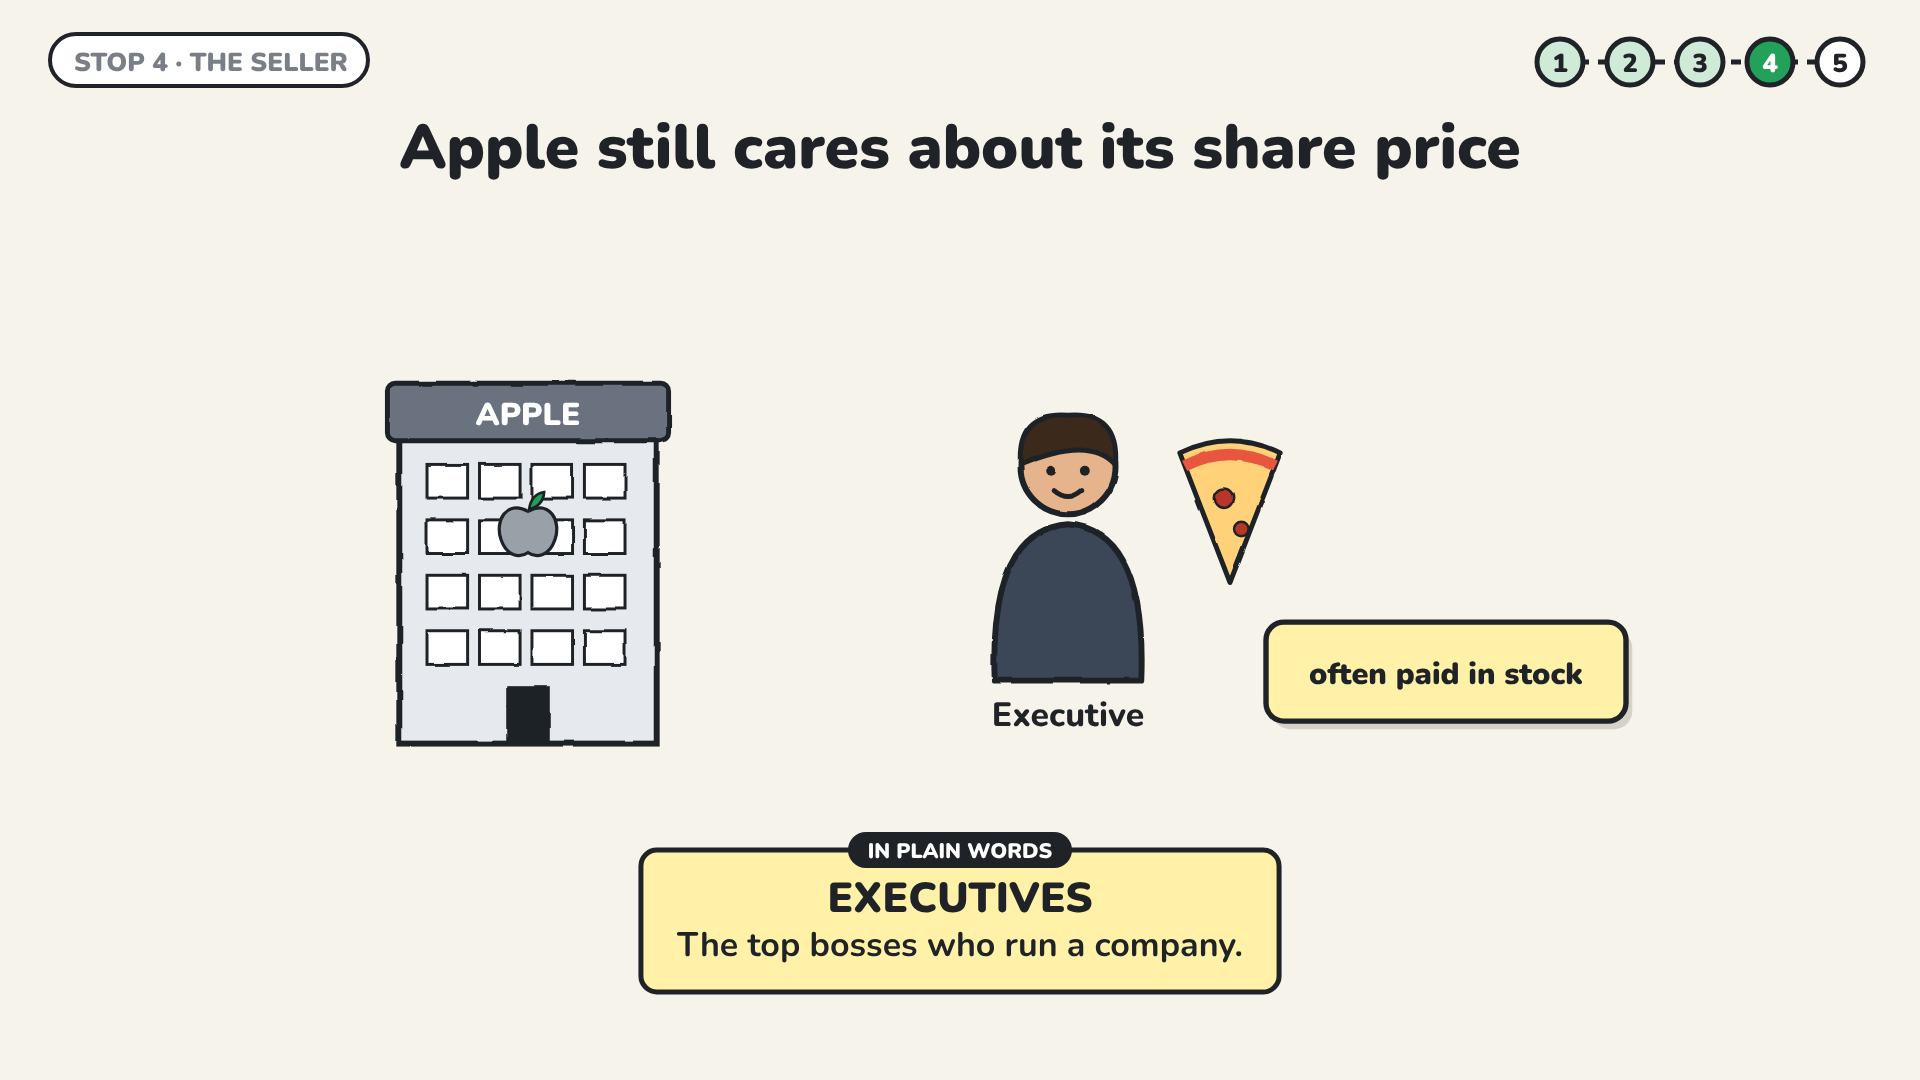 STOP 4 · THE SELLER
1 2 3 4 5
Apple still cares about its share price
APPLE
Executive
often paid in stock
IN PLAIN WORDS
EXECUTIVES
The top bosses who run a company.